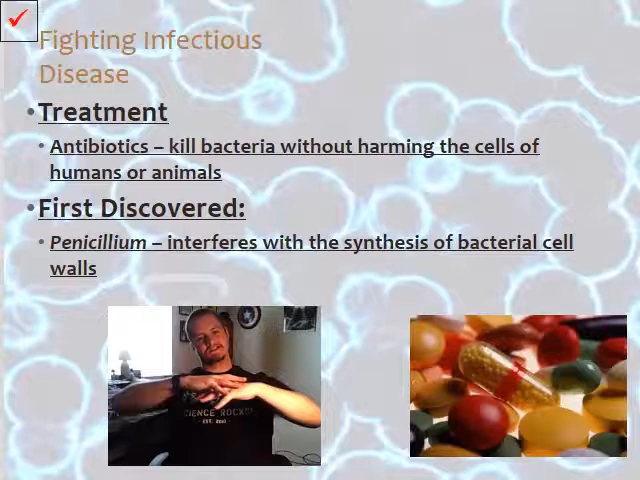 Fighting Infectious
Disease
•Treatment
• Antibiotics – kill bacteria without harming the cells of
humans or animals
•First Discovered:
• Penicillium – interferes with the synthesis of bacterial cell
walls
CIENCE ROCKS